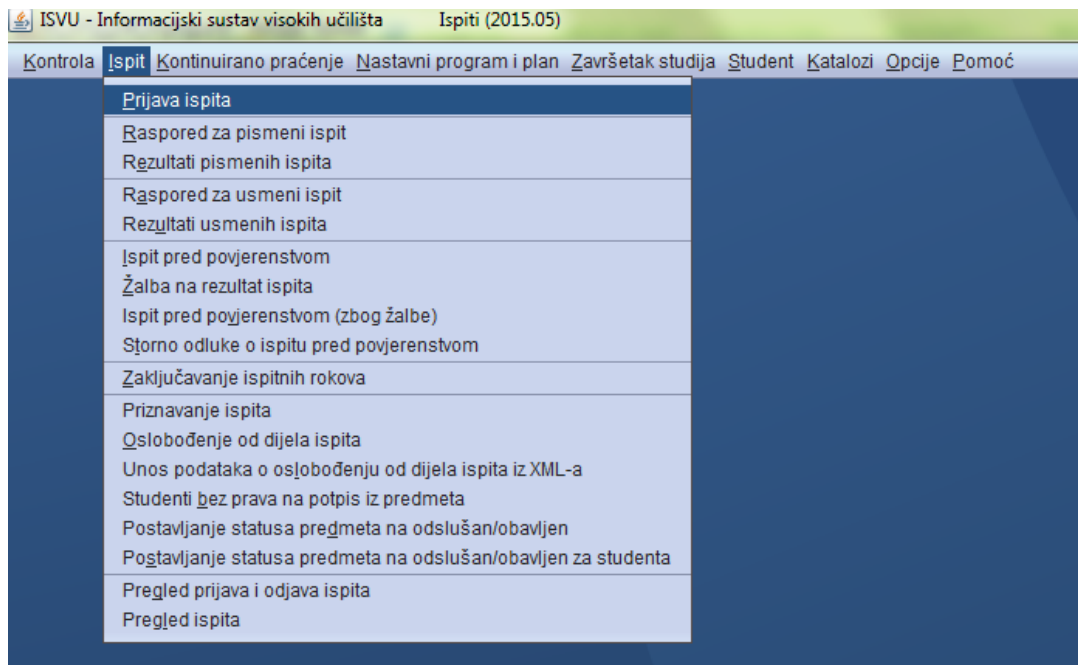 ISVU - Informacijski sustav visokih učilišta Ispiti (2015.05)
Kontrola Ispit Kontinuirano praćenje Nastavni program i plan Završetak studija Student Katalozi Opcije Pomoć
Prijava ispita
Raspored za pismeni ispit
Rezultati pismenih ispita
Raspored za usmeni ispit
Rezultati usmenih ispita
Ispit pred povjerenstvom
Žalba na rezultat ispita
Ispit pred povjerenstvom (zbog žalbe)
Storno odluke o ispitu pred povjerenstvom
Zaključavanje ispitnih rokova
Priznavanje ispita
Oslobođenje od dijela ispita
Unos podataka o oslobođenju od dijela ispita iz XML-a
Studenti bez prava na potpis iz predmeta
Postavljanje statusa predmeta na odslušan/obavljen
Postavljanje statusa predmeta na odslušan/obavljen za studenta
Pregled prijava i odjava ispita
Pregled ispita